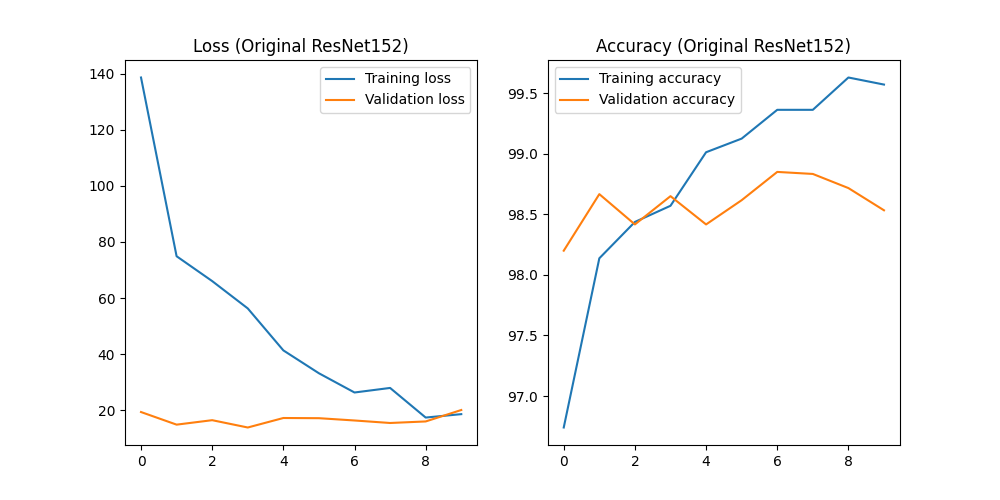 Loss (Original ResNet152)
Training loss
Validation loss
140
120
100
80
60
40
20
0 2 4 6 8
Accuracy (Original ResNet152)
Training accuracy
Validation accuracy
99.5
99.0
98.5
98.0
97.5
97.0
0 2 4 6 8